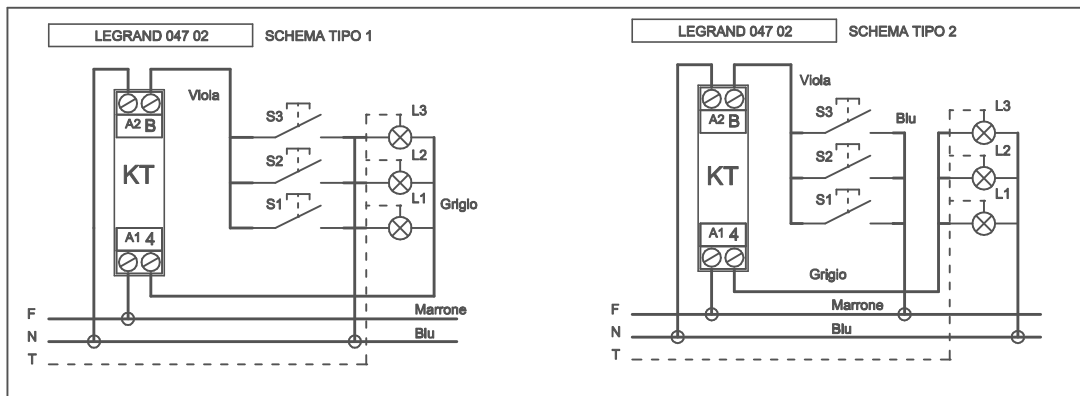 LEGRAND 047 02
SCHEMA TIPO 1
Viola
A2 B
KT
A1 4
S3
S2
S1
L3
L2
L1
Grigio
F
Marrone
N
Blu
T
LEGRAND 047 02
SCHEMA TIPO 2
Viola
A2 B
KT
A1 4
S3
S2
S1
Blu
L3
L2
L1
Grigio
F
Marrone
N
Blu
T